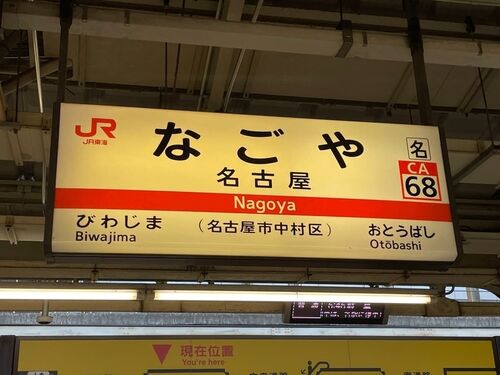 JR
JR東海
なごや
名古屋
名
CA
68
Nagoya
びわじま
Biwajima
(名古屋市中村区)
おとうばし
Otōbashi
現在位置
You're here